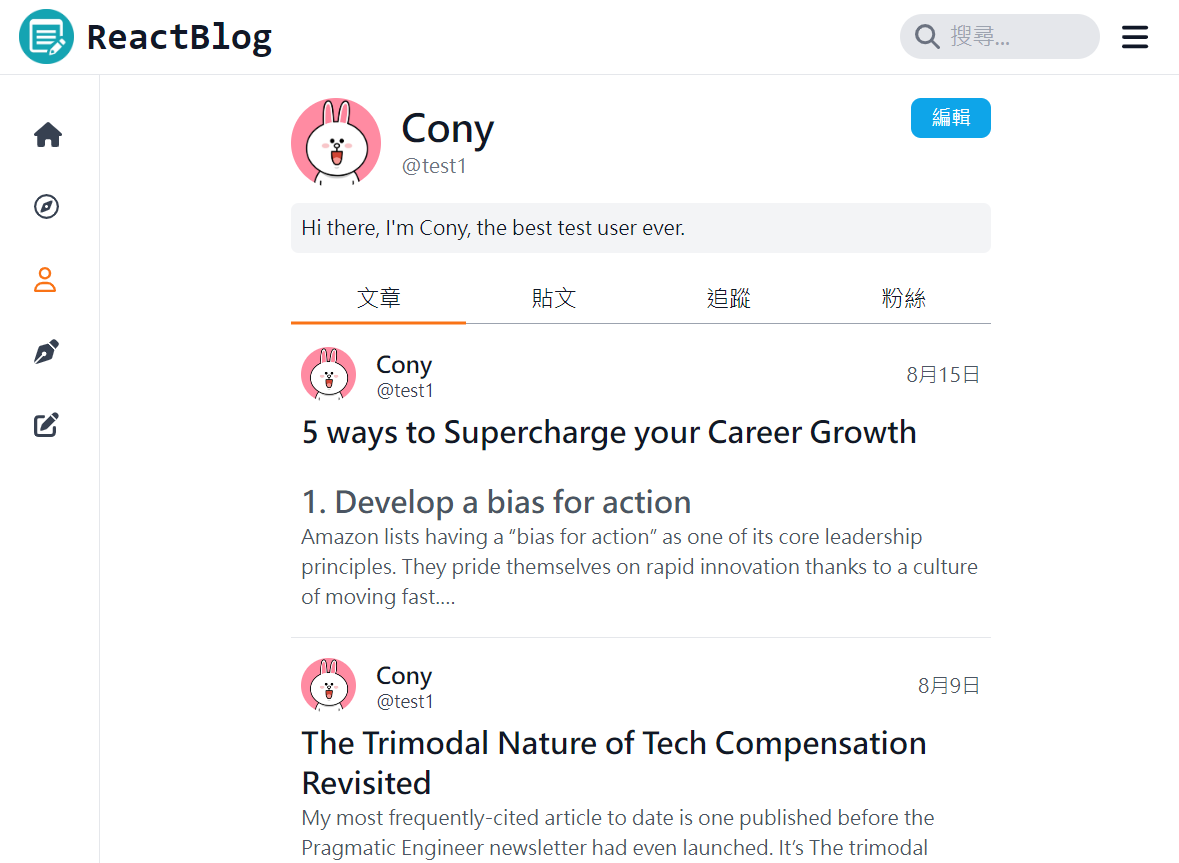 ReactBlog
搜尋...
Cony
編輯
@test1
Hi there, I'm Cony, the best test user ever.
文章 貼文 追蹤 粉絲
Cony
@test1
8月15日
5 ways to Supercharge your Career Growth
1. Develop a bias for action
Amazon lists having a “bias for action” as one of its core leadership
principles. They pride themselves on rapid innovation thanks to a culture
of moving fast....
Cony
@test1
8月9日
The Trimodal Nature of Tech Compensation
Revisited
My most frequently-cited article to date is one published before the
Pragmatic Engineer newsletter had even launched. It’s The trimodal